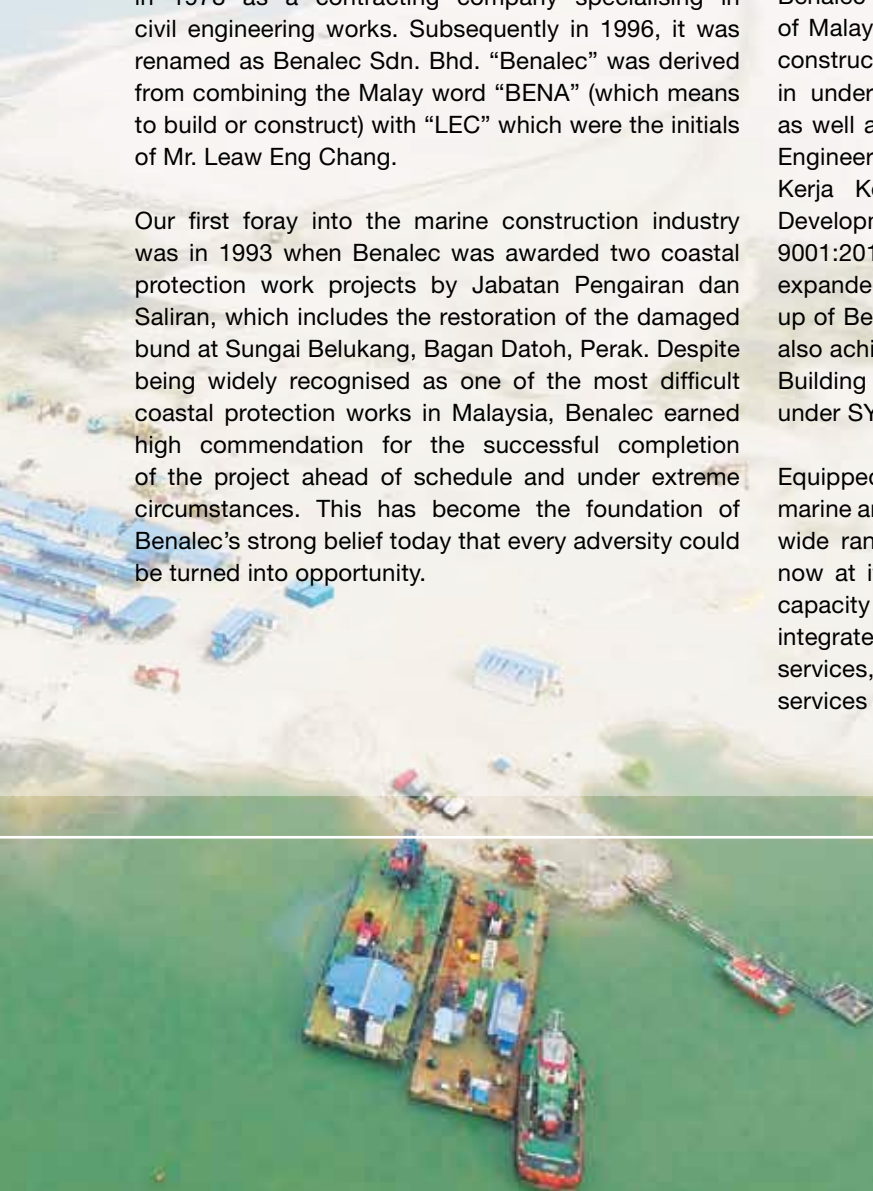 in 1978 as a contracting company specialising in
civil engineering works. Subsequently in 1996, it was
renamed as Benalec Sdn. Bhd. “Benalec” was derived
from combining the Malay word “BENA” (which means
to build or construct) with “LEC” which were the initials
of Mr. Leaw Eng Chang.
Our first foray into the marine construction industry
was in 1993 when Benalec was awarded two coastal
protection work projects by Jabatan Pengairan dan
Saliran, which includes the restoration of the damaged
bund at Sungai Belukang, Bagan Datoh, Perak. Despite
being widely recognised as one of the most difficult
coastal protection works in Malaysia, Benalec earned
high commendation for the successful completion
of the project ahead of schedule and under extreme
circumstances. This has become the foundation of
Benalec’s strong belief today that every adversity could
be turned into opportunity.
Benalec
of Malay
construc
in under
as well a
Engineer
Kerja Ke
Developm
9001:201
expande
up of Be
also achi
Building
under SY
Equipped
marine ar
wide ran
now at i
capacity
integrate
services,
services